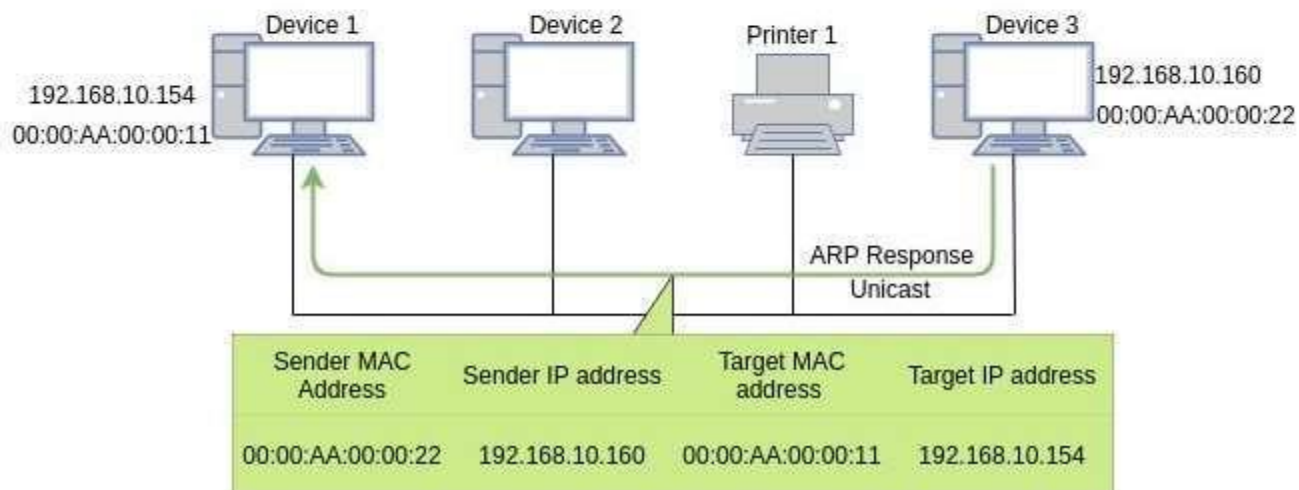 Device 1
Device 2
Printer 1
Device 3
192.168.10.154
00:00:AA:00:00:11
192.168.10.160
00:00:AA:00:00:22
ARP Response
Unicast
Sender MAC
Address
Sender IP address
Target MAC
address
Target IP address
00:00:AA:00:00:22
192.168.10.160
00:00:AA:00:00:11
192.168.10.154